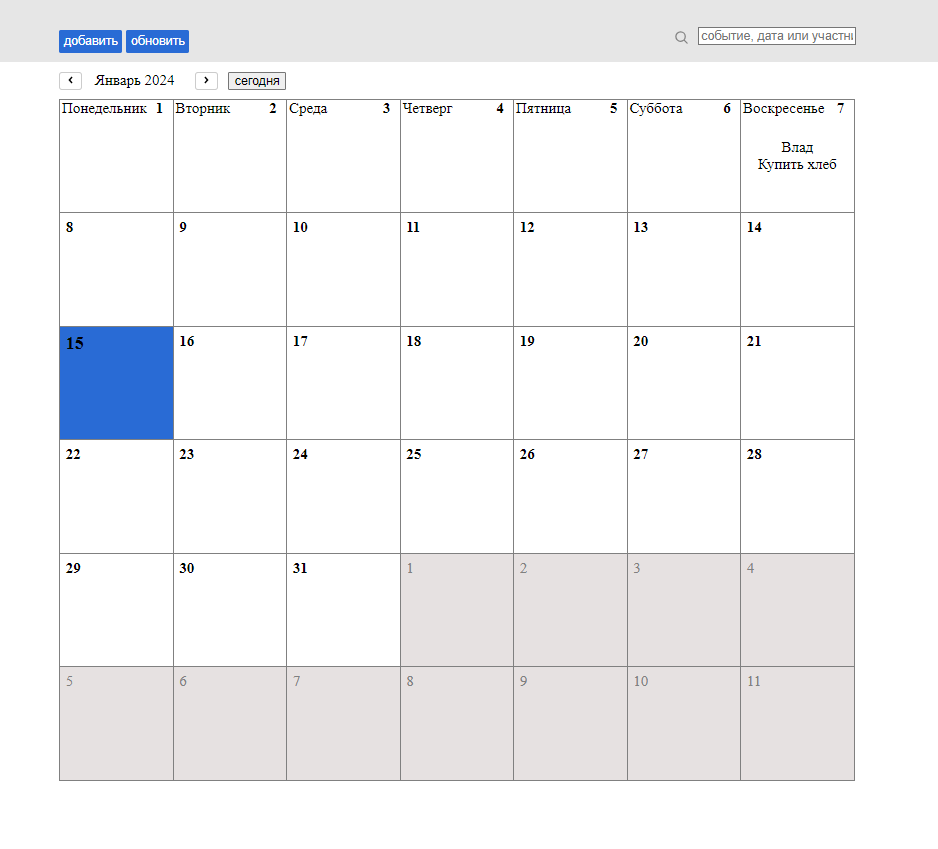 добавить обновить
событие, дата или участни
‹ Январь 2024 › сегодня
Понедельник 1 Вторник 2 Среда 3 Четверг 4 Пятница 5 Суббота 6 Воскресенье 7
Влад
Купить хлеб
8 9 10 11 12 13 14
15 16 17 18 19 20 21
22 23 24 25 26 27 28
29 30 31 1 2 3 4
5 6 7 8 9 10 11